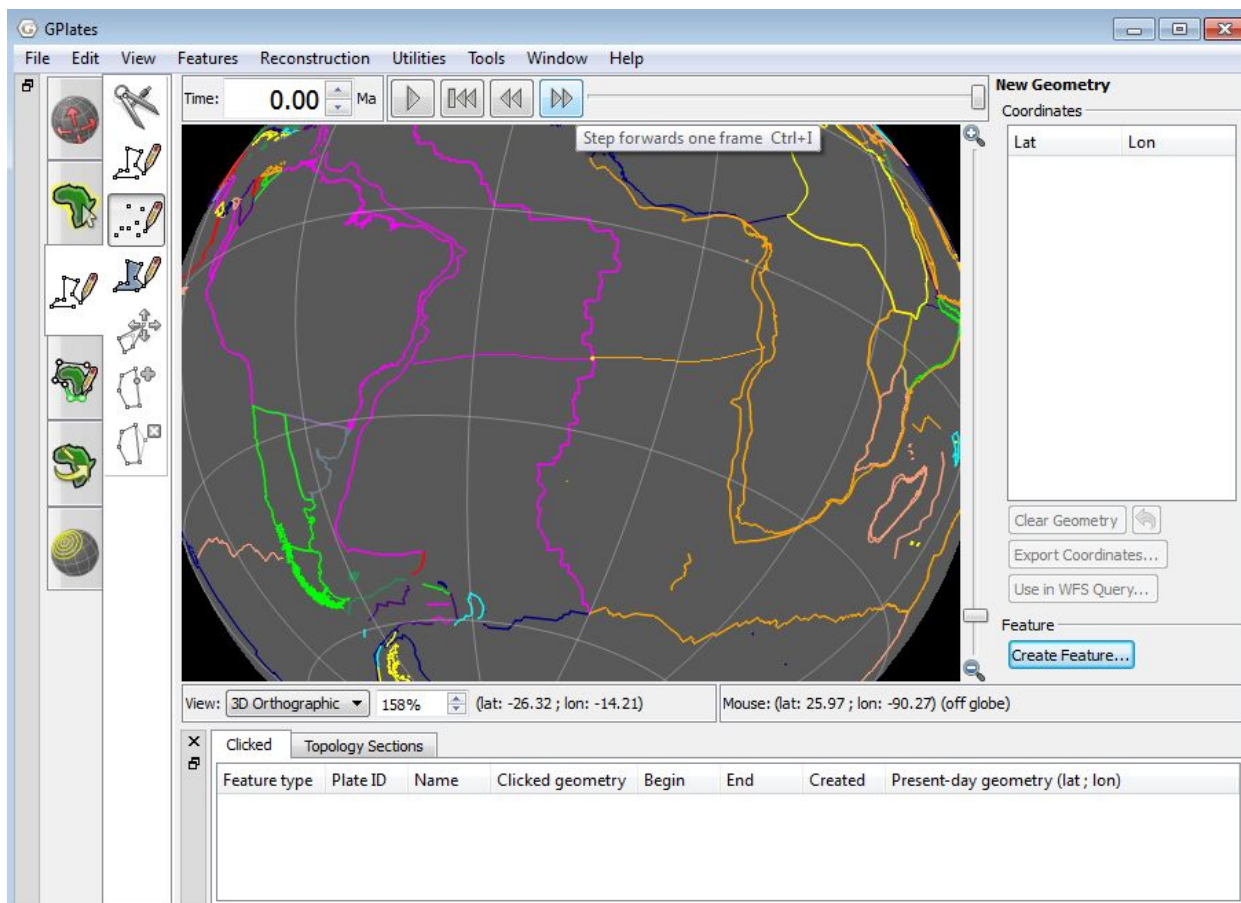 GPlates
File Edit View Features Reconstruction Utilities Tools Window Help
Time: 0.00 Ma
Step forwards one frame Ctrl+I
New Geometry
Coordinates
Lat Lon
Clear Geometry
Export Coordinates...
Use in WFS Query...
Feature
Create Feature...
View: 3D Orthographic 158% (lat: -26.32 ; lon: -14.21) Mouse: (lat: 25.97 ; lon: -90.27) (off globe)
Clicked Topology Sections
Feature type Plate ID Name Clicked geometry Begin End Created Present-day geometry (lat ; lon)